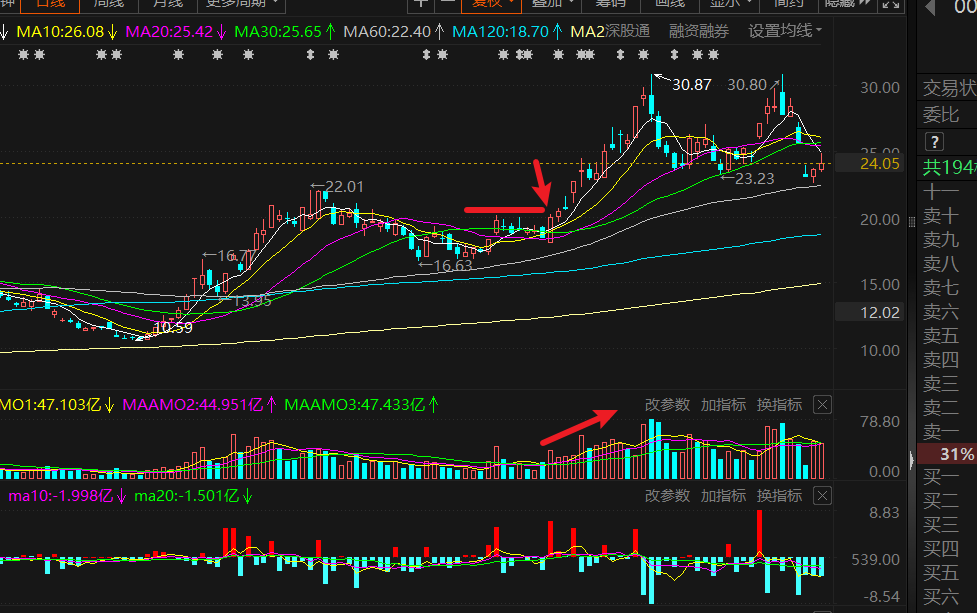 钟 日线 周线 月线 更多周期 复权 叠加 筹码 画线 显示 简约 隐藏
MA10:26.08↓ MA20:25.42↓ MA30:25.65↑ MA60:22.40↑ MA120:18.70↑ MA2
深股通 融资融券 设置均线
30.87
30.80
30.00
25.00
24.05
23.23
22.01
20.00
16.7
16.63
15.00
13.95
12.02
10.59
10.00
MO1:47.103亿↓ MAAMO2:44.951亿↑ MAAMO3:47.433亿↑
改参数 加指标 换指标
78.80
0.00
ma10:-1.998亿↓ ma20:-1.501亿↓
改参数 加指标 换指标
8.83
539.00
-8.54
00
交易状
委比
?
共194
十一
卖十
卖九
卖八
卖七
卖六
卖五
卖四
卖三
卖二
卖一
31%
买一
买二
买三
买四
买五
买六